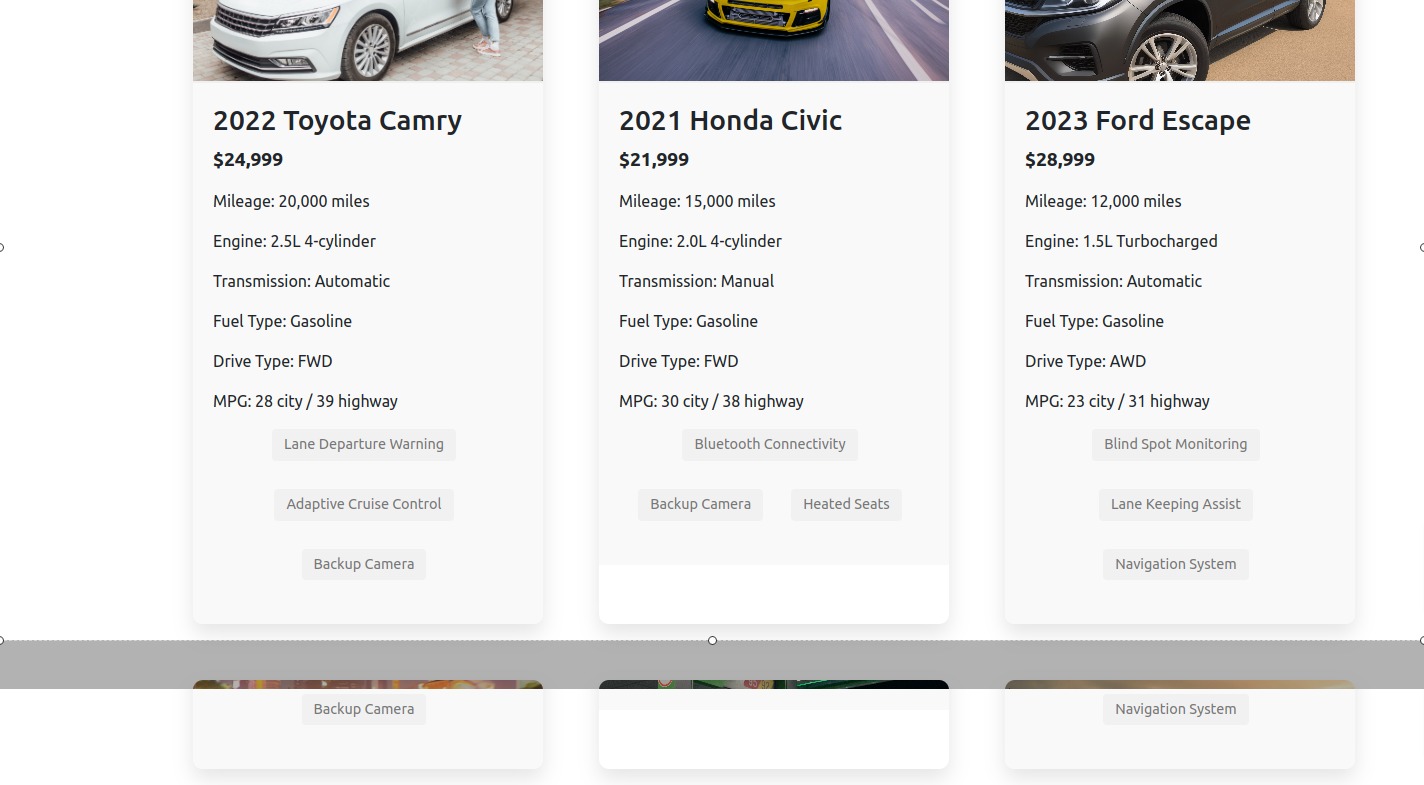 2022 Toyota Camry
$24,999
Mileage: 20,000 miles
Engine: 2.5L 4-cylinder
Transmission: Automatic
Fuel Type: Gasoline
Drive Type: FWD
MPG: 28 city / 39 highway
Lane Departure Warning
Adaptive Cruise Control
Backup Camera
2021 Honda Civic
$21,999
Mileage: 15,000 miles
Engine: 2.0L 4-cylinder
Transmission: Manual
Fuel Type: Gasoline
Drive Type: FWD
MPG: 30 city / 38 highway
Bluetooth Connectivity
Backup Camera Heated Seats
2023 Ford Escape
$28,999
Mileage: 12,000 miles
Engine: 1.5L Turbocharged
Transmission: Automatic
Fuel Type: Gasoline
Drive Type: AWD
MPG: 23 city / 31 highway
Blind Spot Monitoring
Lane Keeping Assist
Navigation System
Backup Camera
Navigation System